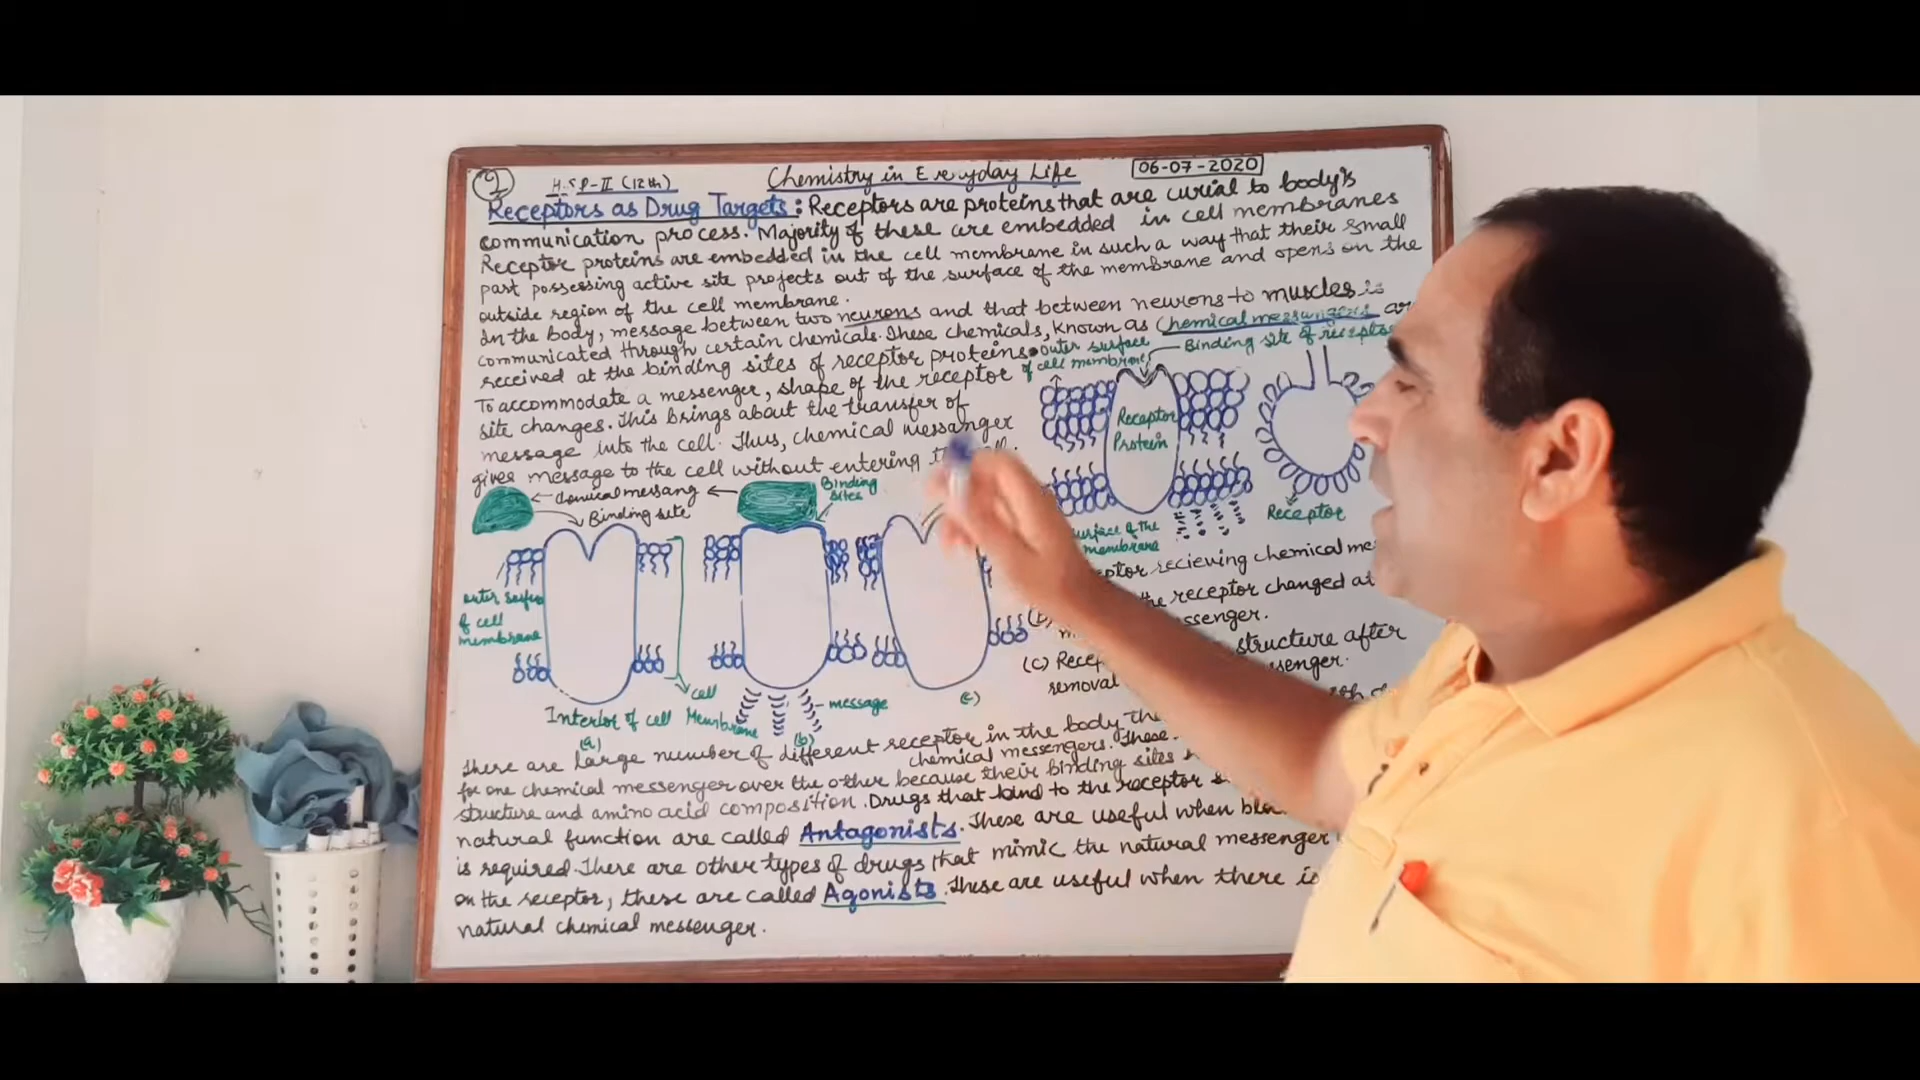 2
H.S.P-II (12th)
Chemistry in Everyday Life
06-07-2020
Receptors as Drug Targets: Receptors are proteins that are curial to body's
communication process. Majority of these are embedded in cell membranes
Receptor proteins are embedded in the cell membrane in such a way that their small
part possessing active site projects out of the surface of the membrane and opens on the
outside region of the cell membrane.
In the body, message between two neurons and that between neurons to muscles is
communicated through certain chemicals. These chemicals, known as Chemical messangers
received at the binding sites of receptor proteins.
To accommodate a messenger, shape of the receptor
site changes. This brings about the transfer of
message into the cell. Thus, chemical messanger
gives message to the cell without entering
outer surface
of cell membrane
Binding site of
Receptor
Protein
surface of the
membrane
Receptor
Chemical messang
Binding site
Binding
sites
outer
of cell
membrane
Interior of cell
cell
Membrane
message
(a)
(b)
(c)
recieving chemical
the receptor changed at
(b)
(c)
structure after
removal
There are large number of different receptor in the body
chemical messengers. These
for one chemical messenger over the other because their binding sites
structure and amino acid composition. Drugs that bind to the receptor
natural function are called Antagonists. These are useful when
is required. There are other types of drugs that mimic the natural messenger
on the receptor, these are called Agonists. These are useful when there is
natural chemical messenger.